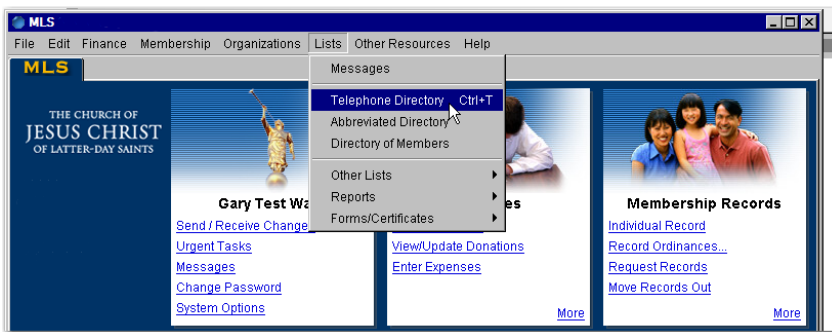 MLS
File Edit Finance Membership Organizations Lists Other Resources Help
MLS
Messages
Telephone Directory Ctrl+T
Abbreviated Directory
Directory of Members
Other Lists
Reports
Forms/Certificates
THE CHURCH OF
JESUS CHRIST
OF LATTER-DAY SAINTS
Gary Test Wa
Send / Receive Change
Urgent Tasks
Messages
Change Password
System Options
es
View/Update Donations
Enter Expenses
More
Membership Records
Individual Record
Record Ordinances...
Request Records
Move Records Out
More